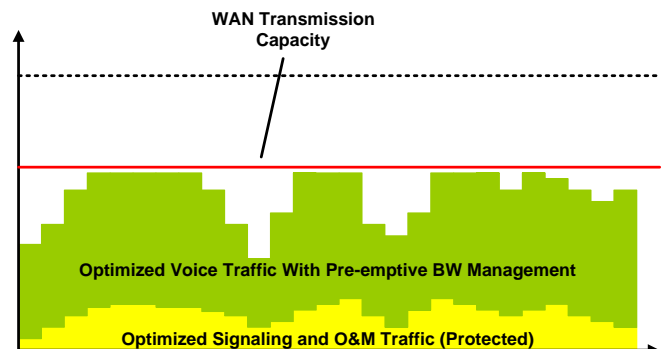 WAN Transmission
Capacity
Optimized Voice Traffic With Pre-emptive BW Management
Optimized Signaling and O&M Traffic (Protected)